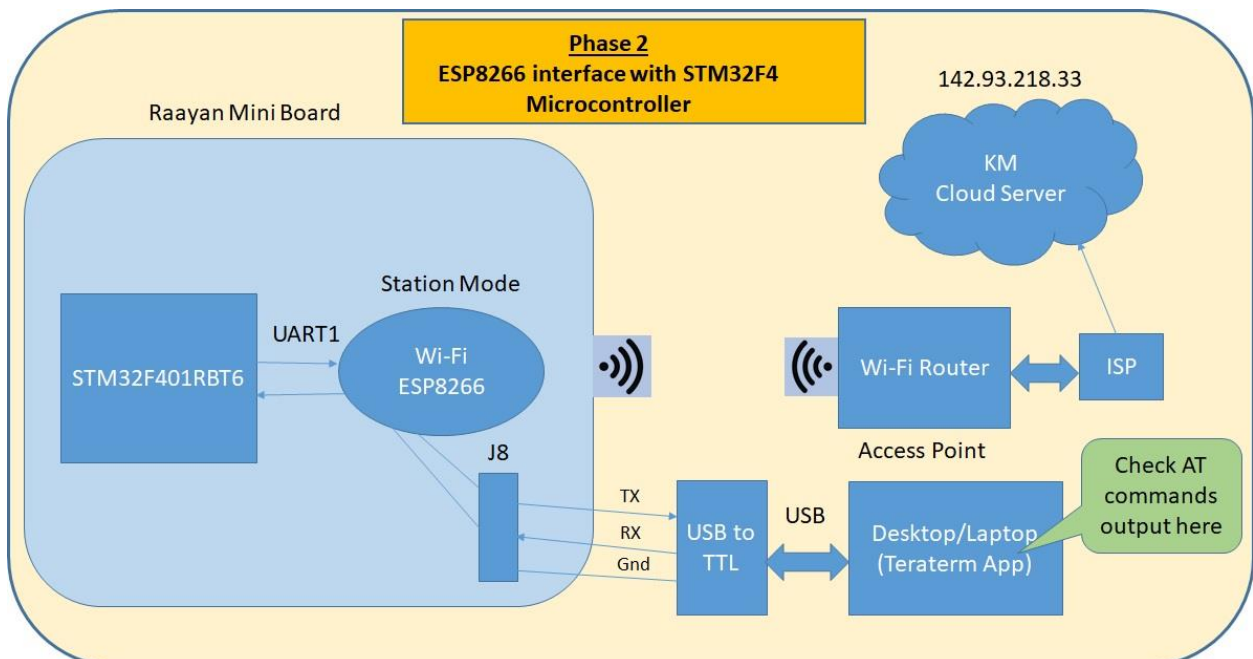 Phase 2
ESP8266 interface with STM32F4
Microcontroller
142.93.218.33
Raayan Mini Board
KM
Cloud Server
Station Mode
UART1
STM32F401RBT6
Wi-Fi
ESP8266
Wi-Fi Router
ISP
Access Point
J8
Check AT
commands
output here
TX
RX
Gnd
USB to
TTL
USB
Desktop/Laptop
(Teraterm App)